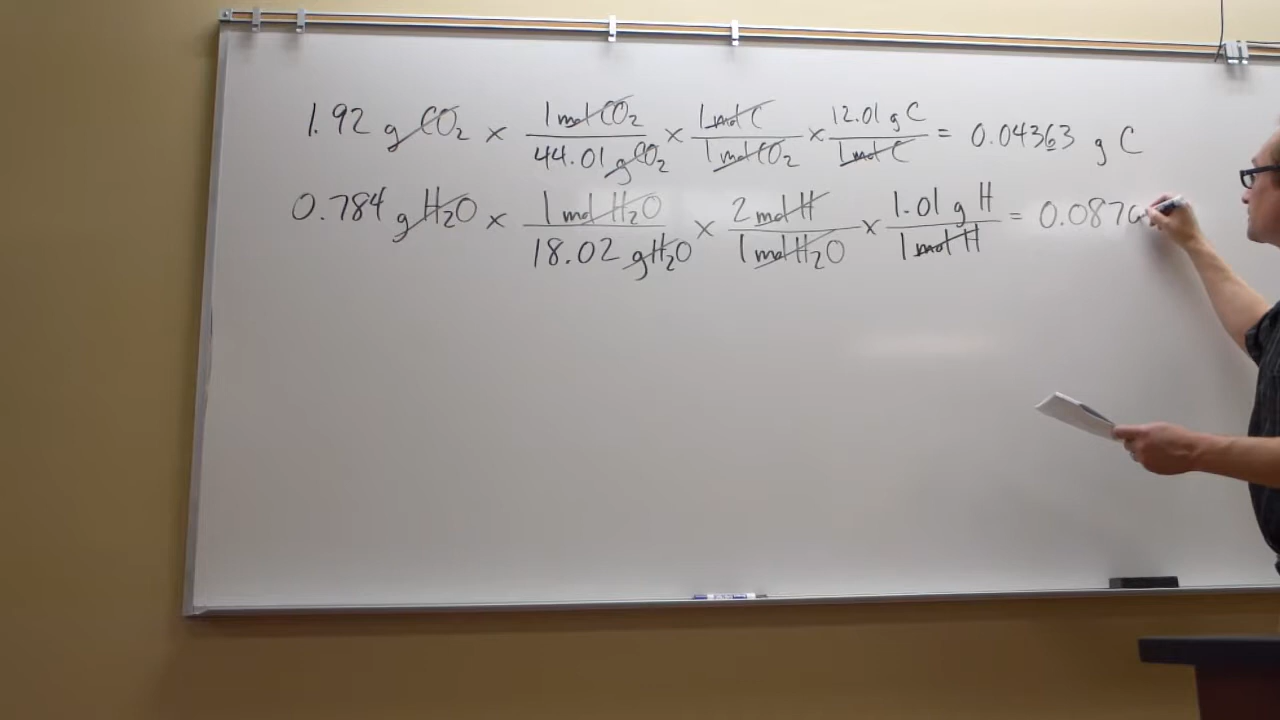 1.92 g CO₂ × 1 mol CO₂ / 44.01 g CO₂ × 1 mol C / 1 mol CO₂ × 12.01 g C / 1 mol C = 0.04363 g C
0.784 g H₂O × 1 mol H₂O / 18.02 g H₂O × 2 mol H / 1 mol H₂O × 1.01 g H / 1 mol H = 0.087